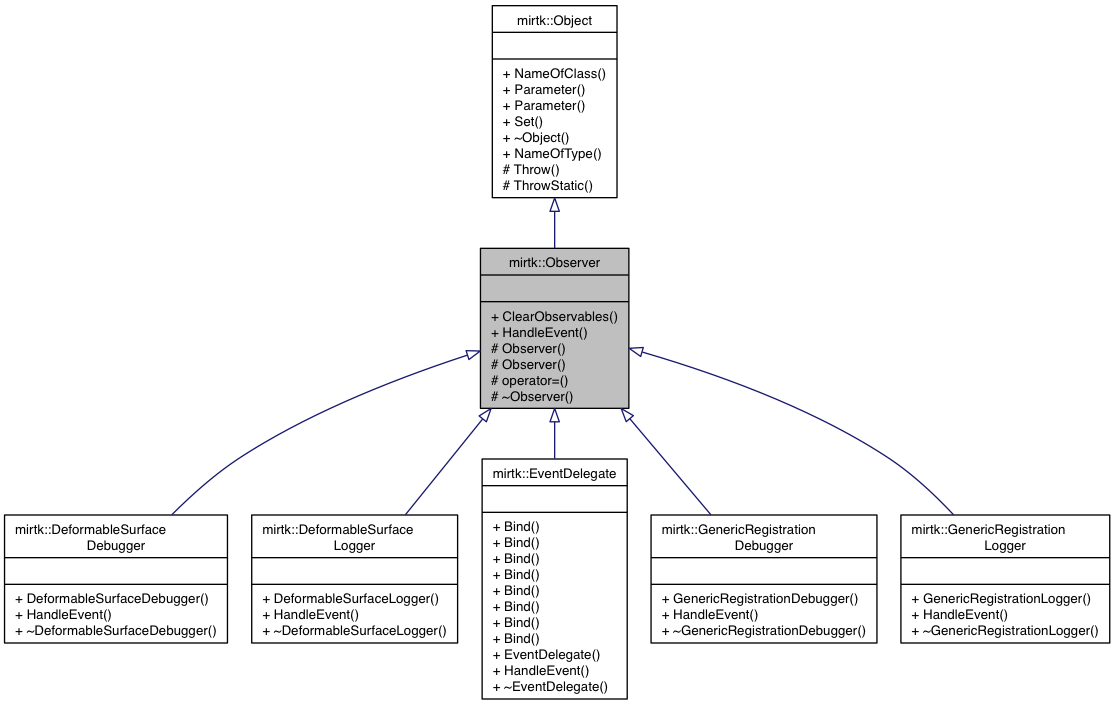 mirtk::Object
+ NameOfClass()
+ Parameter()
+ Parameter()
+ Set()
+ ~Object()
+ NameOfType()
# Throw()
# ThrowStatic()
mirtk::Observer
+ ClearObservables()
+ HandleEvent()
# Observer()
# Observer()
# operator=()
# ~Observer()
mirtk::DeformableSurface
Debugger
+ DeformableSurfaceDebugger()
+ HandleEvent()
+ ~DeformableSurfaceDebugger()
mirtk::DeformableSurface
Logger
+ DeformableSurfaceLogger()
+ HandleEvent()
+ ~DeformableSurfaceLogger()
mirtk::EventDelegate
+ Bind()
+ Bind()
+ Bind()
+ Bind()
+ Bind()
+ Bind()
+ Bind()
+ Bind()
+ EventDelegate()
+ HandleEvent()
+ ~EventDelegate()
mirtk::GenericRegistration
Debugger
+ GenericRegistrationDebugger()
+ HandleEvent()
+ ~GenericRegistrationDebugger()
mirtk::GenericRegistration
Logger
+ GenericRegistrationLogger()
+ HandleEvent()
+ ~GenericRegistrationLogger()